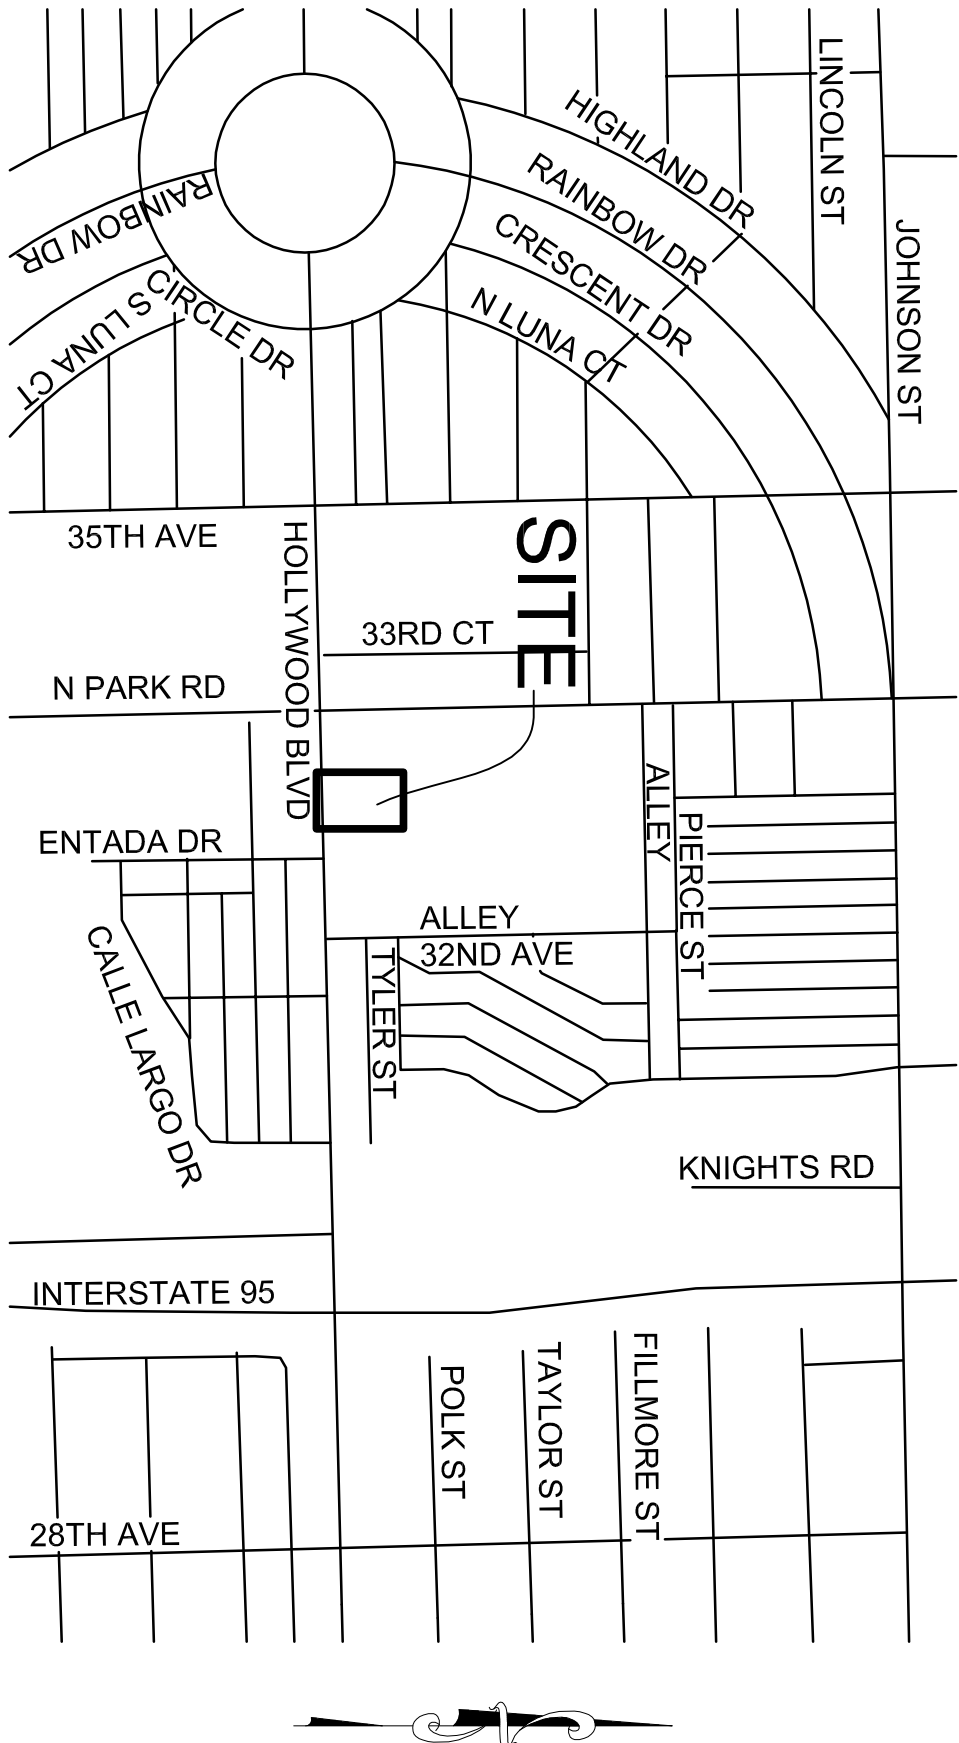 LINCOLN ST
HIGHLAND DR
RAINBOW DR
RAINBOW DR
CRESCENT DR
JOHNSON ST
CIRCLE DR
N LUNA CT
S LUNA CT
35TH AVE
HOLLYWOOD BLVD
SITE
33RD CT
N PARK RD
ALLEY
PIERCE ST
ENTADA DR
ALLEY
32ND AVE
CALLE LARGO DR
TYLER ST
KNIGHTS RD
INTERSTATE 95
POLK ST
TAYLOR ST
FILLMORE ST
28TH AVE